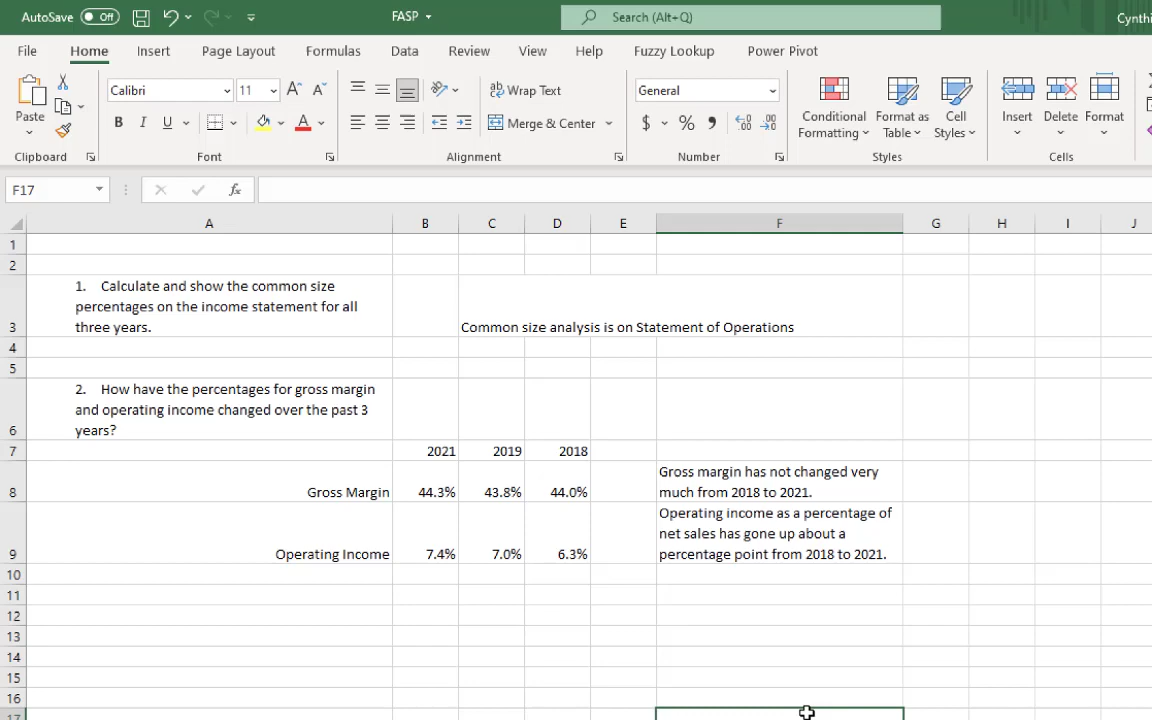 AutoSave Off FASP Search (Alt+Q) Cynthi
File Home Insert Page Layout Formulas Data Review View Help Fuzzy Lookup Power Pivot
Paste Calibri 11 A A Wrap Text General Conditional Formatting Format as Table Cell Styles Insert Delete Format
B I U A Merge & Center $ % 9
Clipboard Font Alignment Number Styles Cells
F17 fx
A B C D E F G H I J
1
2
1. Calculate and show the common size
percentages on the income statement for all
3 three years. Common size analysis is on Statement of Operations
4
5
2. How have the percentages for gross margin
and operating income changed over the past 3
6 years?
7 2021 2019 2018
Gross margin has not changed very
8 Gross Margin 44.3% 43.8% 44.0% much from 2018 to 2021.
Operating income as a percentage of
net sales has gone up about a
9 Operating Income 7.4% 7.0% 6.3% percentage point from 2018 to 2021.
10
11
12
13
14
15
16
17